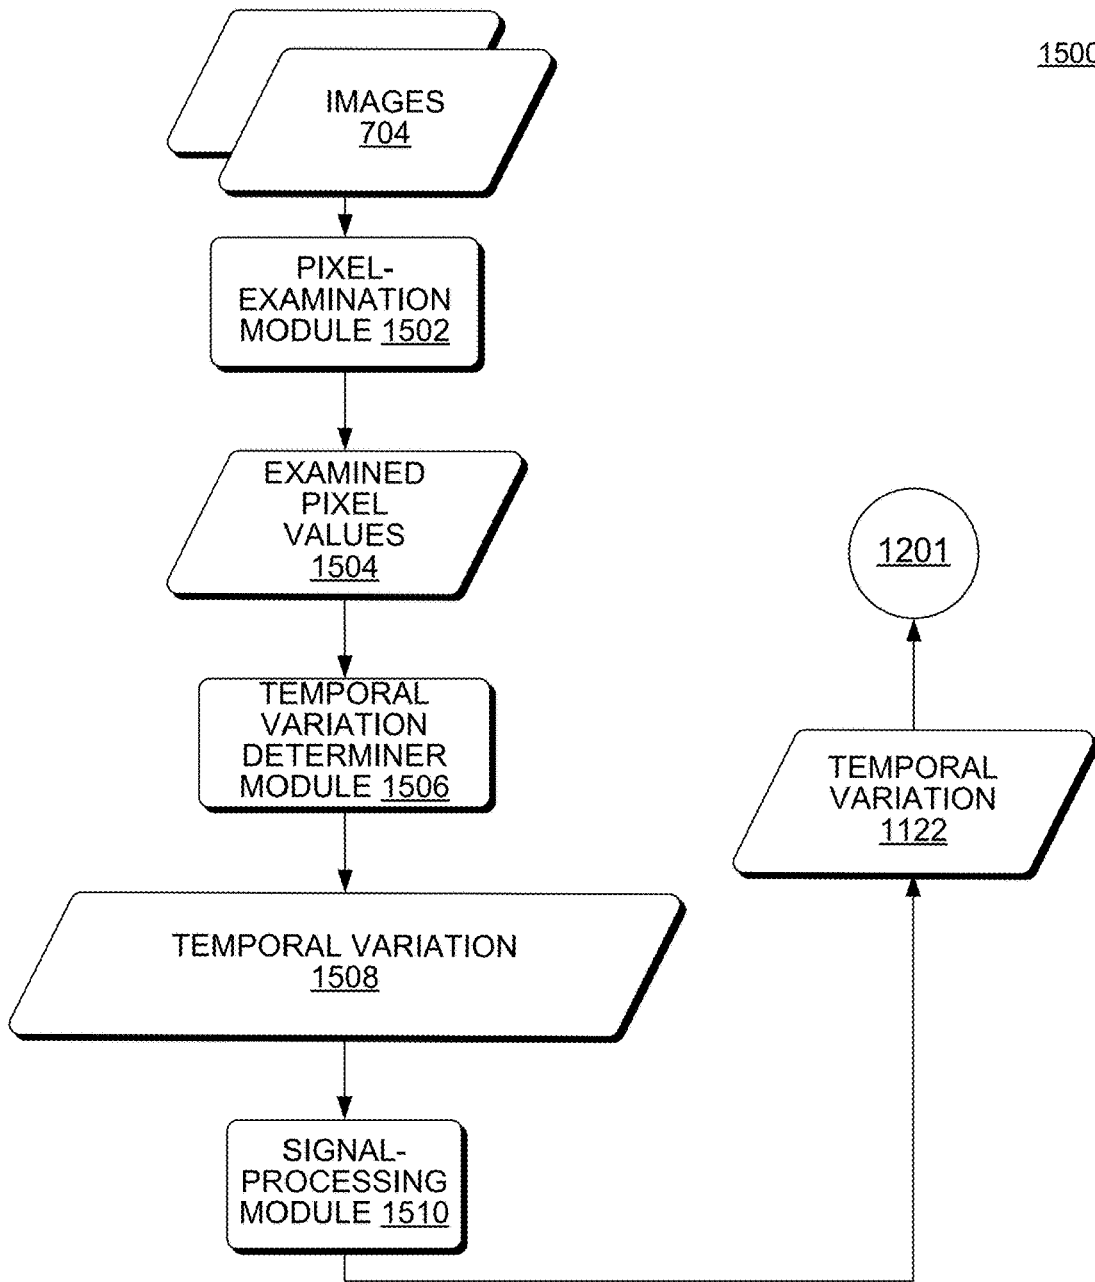 1500
IMAGES
704
PIXEL-
EXAMINATION
MODULE 1502
EXAMINED
PIXEL
VALUES
1504
TEMPORAL
VARIATION
DETERMINER
MODULE 1506
TEMPORAL VARIATION
1508
SIGNAL-
PROCESSING
MODULE 1510
TEMPORAL
VARIATION
1122
1201